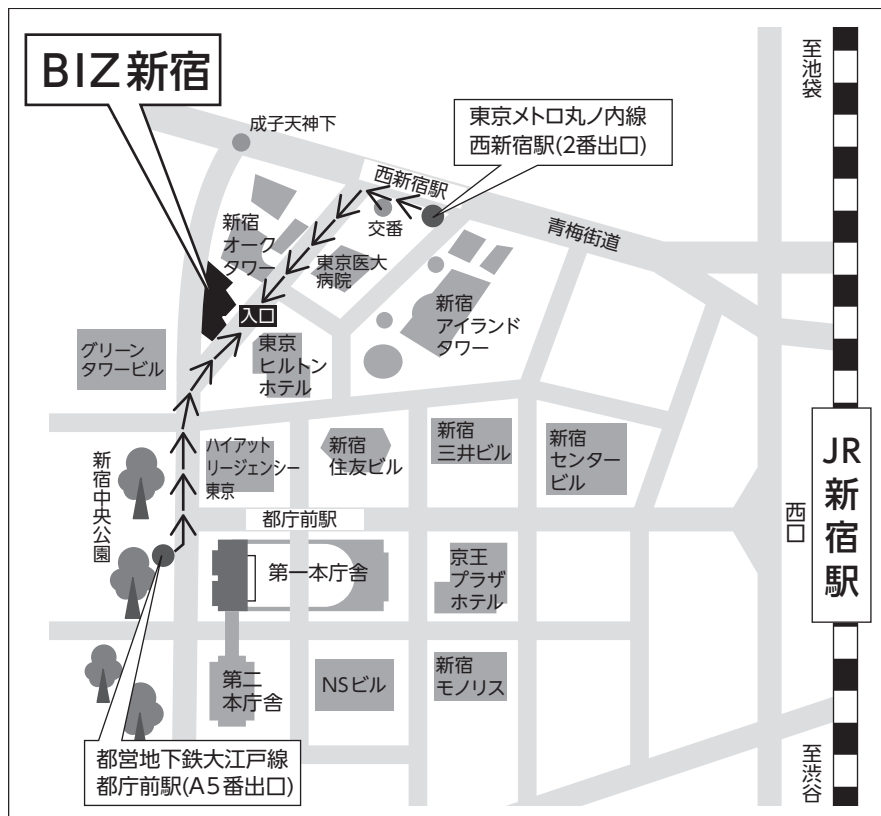 BIZ新宿
成子天神下
東京メトロ丸ノ内線
西新宿駅(2番出口)
至池袋
西新宿駅
交番
青梅街道
新宿
オーク
タワー
東京医大
病院
入口
新宿
アイランド
タワー
グリーン
タワービル
東京
ヒルトン
ホテル
ハイアット
リージェンシー
東京
新宿
住友ビル
新宿
三井ビル
新宿
センター
ビル
JR新宿駅
西口
新宿中央公園
都庁前駅
第一本庁舎
京王
プラザ
ホテル
第二
本庁舎
NSビル
新宿
モノリス
都営地下鉄大江戸線
都庁前駅(A5番出口)
至渋谷